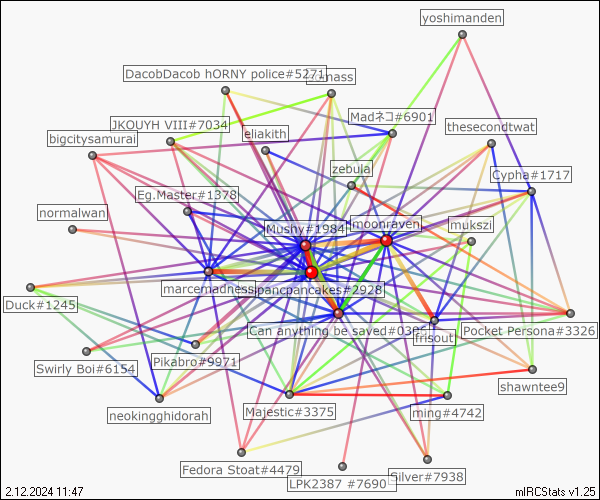 yoshimanden
DacobDacob hORNY police#5271
mass
Madネコ#6901
JKOUYH VIII#7034
thesecondtwat
eliakith
bigcitysamurai
zebula
Cypha#1717
Eg.Master#1378
normalwan
Mushy#1984
moonraven
mukszi
marcemadness
pancpancakes#2928
Duck#1245
Can anything be saved#03
frisout
Pocket Persona#3326
Swirly Boi#6154
Pikabro#9971
shawntee9
neokingghidorah
Majestic#3375
ming#4742
Fedora Stoat#4479
LPK2387 #7690
Silver#7938
2.12.2024 11:47
mIRCStats v1.25